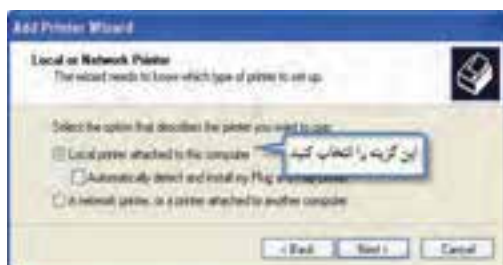 Add Printer Wizard
Local or Network Printer
The wizard needs to know which type of printer to set up.
Select the option that describes the printer you want to use:
Local printer attached to this computer
این گزینه را انتخاب کنید
Automatically detect and install my Plug and Play printer
A network printer, or a printer attached to another computer
< Back
Next >
Cancel